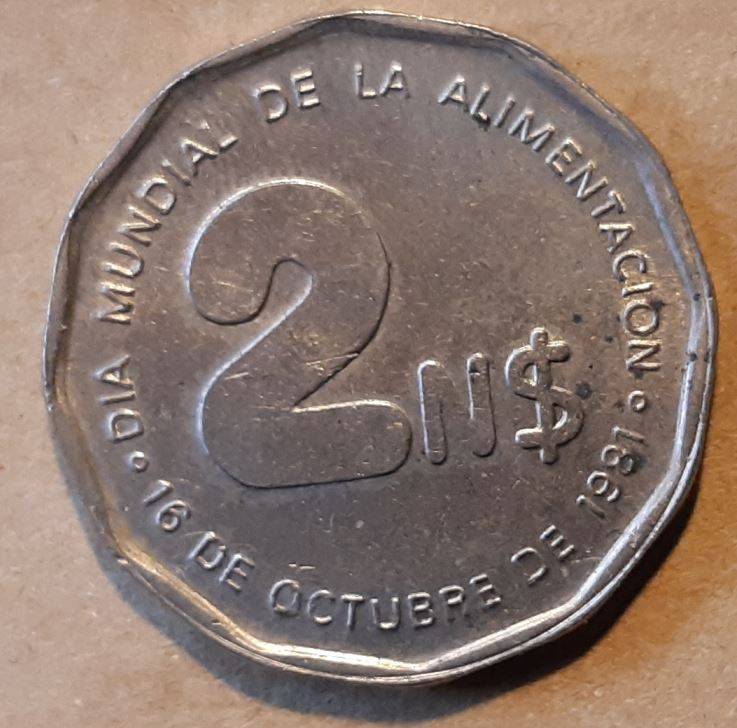 DIA MUNDIAL DE LA ALIMENTACION
2 N$
16 DE OCTUBRE DE 1981